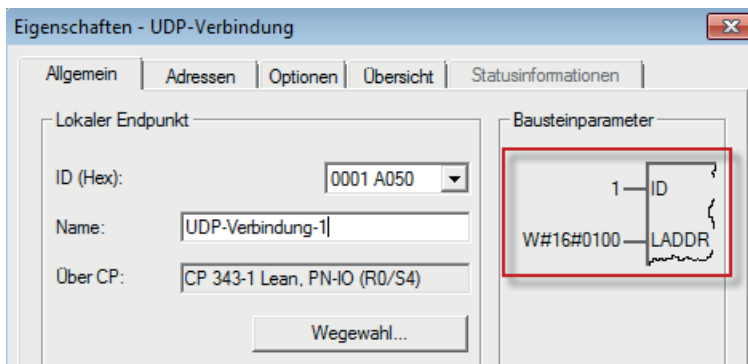 Eigenschaften - UDP-Verbindung
Allgemein Adressen Optionen Übersicht Statusinformationen
Lokaler Endpunkt
ID (Hex): 0001 A050
Name: UDP-Verbindung-1
Über CP: CP 343-1 Lean, PN-IO (R0/S4)
Wegewahl...
Bausteinparameter
1 ID
W#16#0100 LADDR